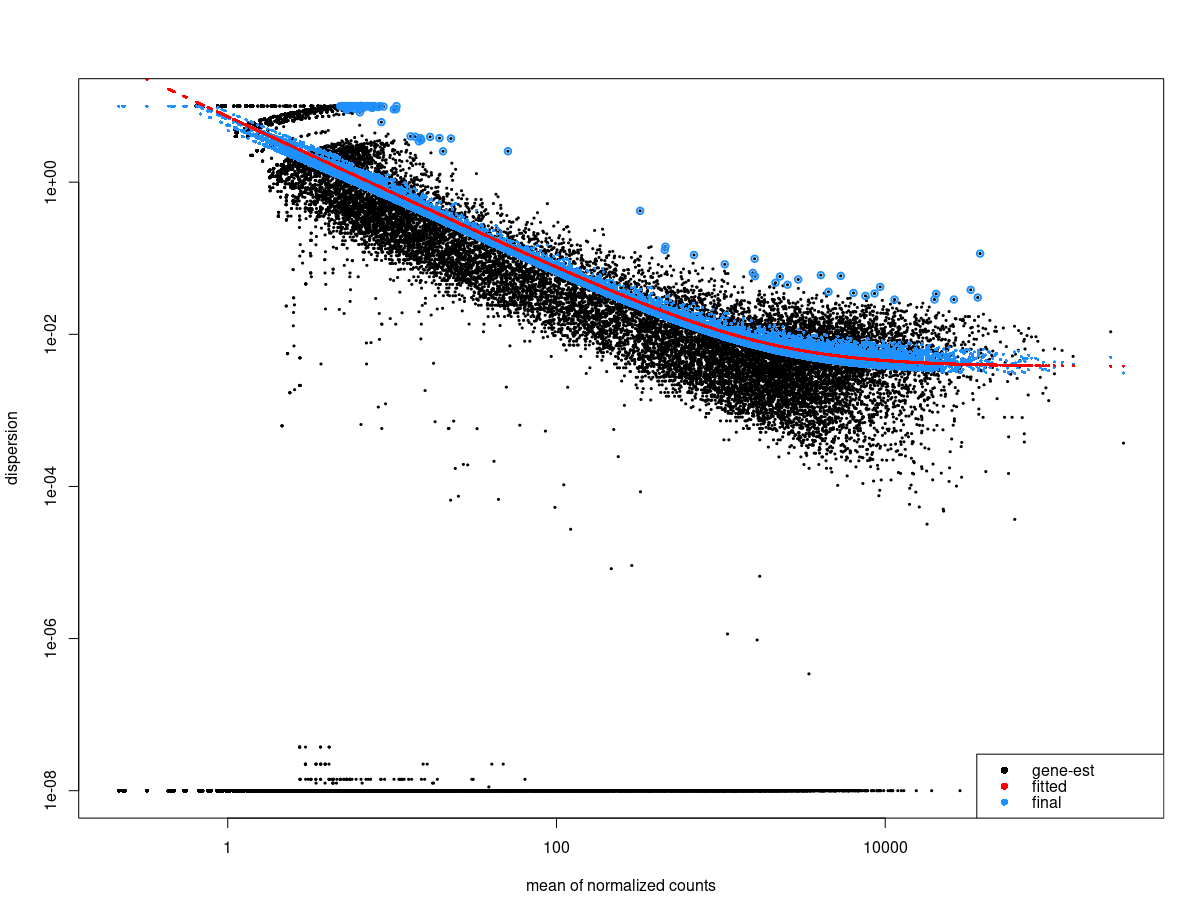 dispersion
1e+00
1e-02
1e-04
1e-06
1e-08
1
100
10000
mean of normalized counts
gene-est
fitted
final